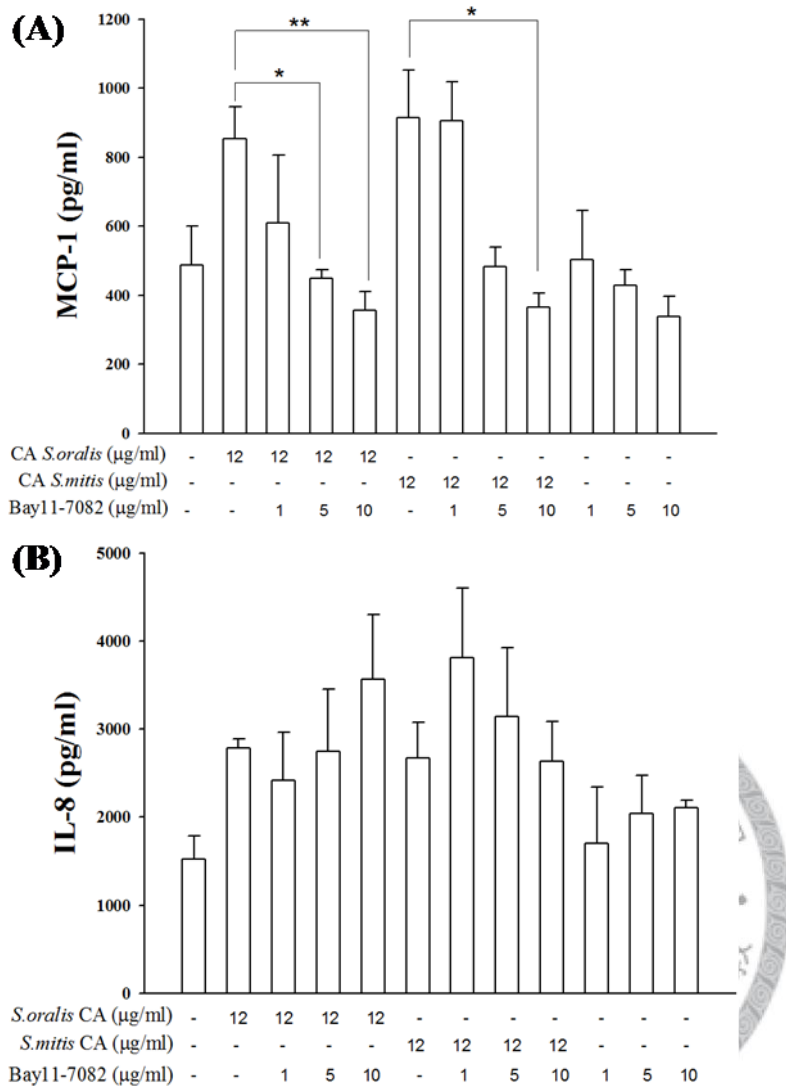 (A)
1200
**
*
*
1000
800
600
400
200
0
MCP-1 (pg/ml)
CA S.oralis (µg/ml) - 12 12 12 12 - - - - - - -
CA S.mitis (µg/ml) - - - - - 12 12 12 12 - - -
Bay11-7082 (µg/ml) - - 1 5 10 - 1 5 10 1 5 10
(B)
5000
4000
3000
2000
1000
0
IL-8 (pg/ml)
S.oralis CA (µg/ml) - 12 12 12 12 - - - - - - -
S.mitis CA (µg/ml) - - - - - 12 12 12 12 - - -
Bay11-7082 (µg/ml) - - 1 5 10 - 1 5 10 1 5 10